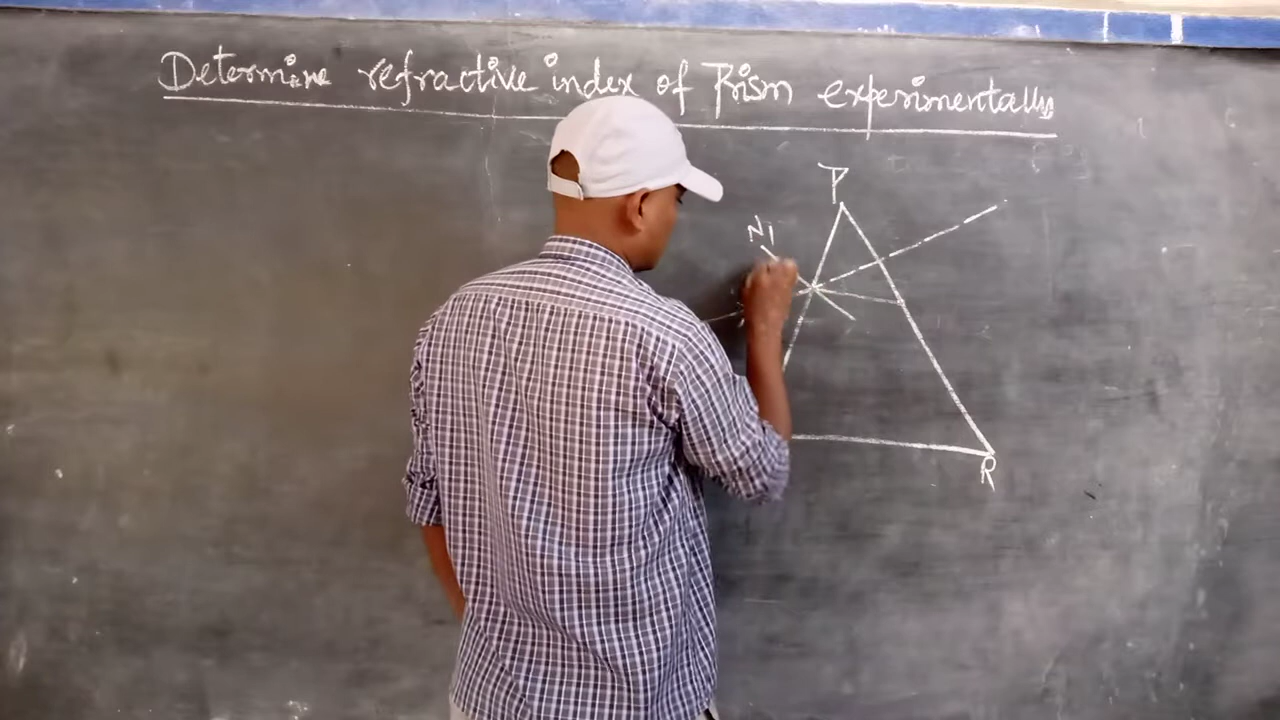 Determine refractive index of Prism experimentally
P
N1
R